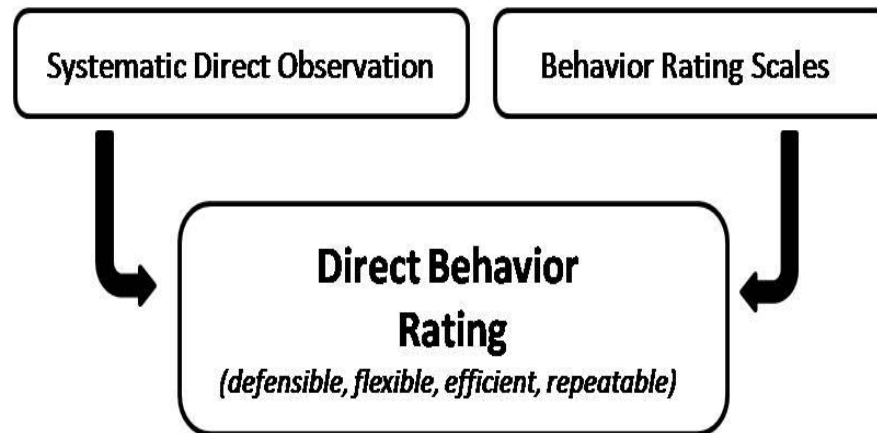 Systematic Direct Observation
Behavior Rating Scales
Direct Behavior
Rating
(defensible, flexible, efficient, repeatable)